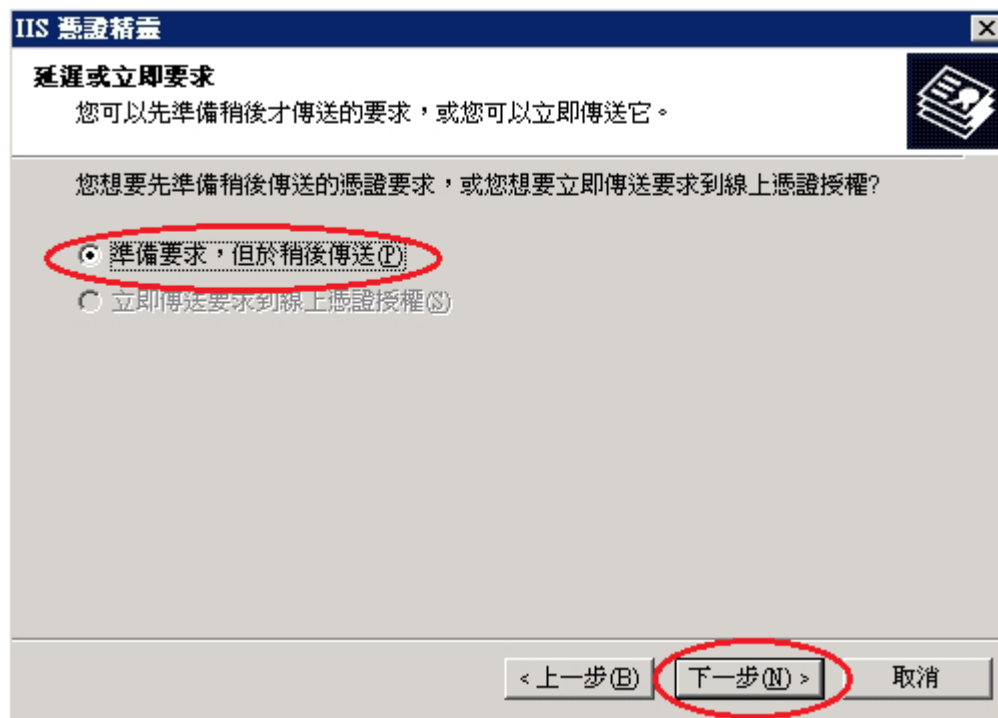 IIS 憑證精靈
延遲或立即要求
您可以先準備稍後才傳送的要求，或您可以立即傳送它。
您想要先準備稍後傳送的憑證要求，或您想要立即傳送要求到線上憑證授權?
準備要求，但於稍後傳送(P)
立即傳送要求到線上憑證授權(S)
< 上一步(B) 下一步(N) > 取消